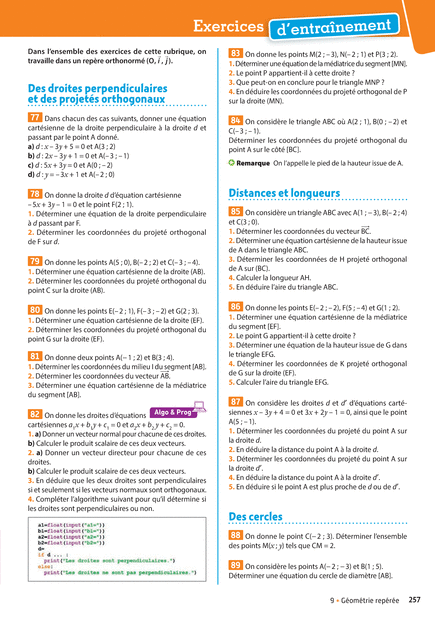 Exercices d'entraînement
Dans l'ensemble des exercices de cette rubrique, on
travaille dans un repère orthonormé (O, i , j ).
Des droites perpendiculaires
et des projetés orthogonaux
77 Dans chacun des cas suivants, donner une équation
cartésienne de la droite perpendiculaire à la droite d et
passant par le point A donné.
a) d : x – 3y + 5 = 0 et A(3 ; 2)
b) d : 2x – 3y + 1 = 0 et A(– 3 ; – 1)
c) d : 5x + 3y = 0 et A(0 ; – 2)
d) d : y = – 3x + 1 et A(– 2 ; 0)
78 On donne la droite d d'équation cartésienne
– 5x + 3y – 1 = 0 et le point F(2 ; 1).
1. Déterminer une équation de la droite perpendiculaire
à d passant par F.
2. Déterminer les coordonnées du projeté orthogonal
de F sur d.
79 On donne les points A(5 ; 0), B(– 2 ; 2) et C(– 3 ; – 4).
1. Déterminer une équation cartésienne de la droite (AB).
2. Déterminer les coordonnées du projeté orthogonal du
point C sur la droite (AB).
80 On donne les points E(– 2 ; 1), F(– 3 ; – 2) et G(2 ; 3).
1. Déterminer une équation cartésienne de la droite (EF).
2. Déterminer les coordonnées du projeté orthogonal du
point G sur la droite (EF).
81 On donne deux points A(– 1 ; 2) et B(3 ; 4).
1. Déterminer les coordonnées du milieu I du segment [AB].
2. Déterminer les coordonnées du vecteur AB.
3. Déterminer une équation cartésienne de la médiatrice
du segment [AB].
82 On donne les droites d'équations Algo & Prog
cartésiennes a₁x + b₁y + c₁ = 0 et a₂x + b₂y + c₂ = 0.
1. a) Donner un vecteur normal pour chacune de ces droites.
b) Calculer le produit scalaire de ces deux vecteurs.
2. a) Donner un vecteur directeur pour chacune de ces
droites.
b) Calculer le produit scalaire de ces deux vecteurs.
3. En déduire que les deux droites sont perpendiculaires
si et seulement si les vecteurs normaux sont orthogonaux.
4. Compléter l'algorithme suivant pour qu'il détermine si
les droites sont perpendiculaires ou non.
a1=float(input("a1="))
b1=float(input("b1="))
a2=float(input("a2="))
b2=float(input("b2="))
d=
if d ... :
print("Les droites sont perpendiculaires.")
else:
print("Les droites ne sont pas perpendiculaires.")
83 On donne les points M(2 ; – 3), N(– 2 ; 1) et P(3 ; 2).
1. Déterminer une équation de la médiatrice du segment [MN].
2. Le point P appartient-il à cette droite ?
3. Que peut-on en conclure pour le triangle MNP ?
4. En déduire les coordonnées du projeté orthogonal de P
sur la droite (MN).
84 On considère le triangle ABC où A(2 ; 1), B(0 ; – 2) et
C(– 3 ; – 1).
Déterminer les coordonnées du projeté orthogonal du
point A sur le côté [BC].
Remarque On l'appelle le pied de la hauteur issue de A.
Distances et longueurs
85 On considère un triangle ABC avec A(1 ; – 3), B(– 2 ; 4)
et C(3 ; 0).
1. Déterminer les coordonnées du vecteur BC.
2. Déterminer une équation cartésienne de la hauteur issue
de A dans le triangle ABC.
3. Déterminer les coordonnées de H projeté orthogonal
de A sur (BC).
4. Calculer la longueur AH.
5. En déduire l'aire du triangle ABC.
86 On donne les points E(– 2 ; – 2), F(5 ; – 4) et G(1 ; 2).
1. Déterminer une équation cartésienne de la médiatrice
du segment [EF].
2. Le point G appartient-il à cette droite ?
3. Déterminer une équation de la hauteur issue de G dans
le triangle EFG.
4. Déterminer les coordonnées de K projeté orthogonal
de G sur la droite (EF).
5. Calculer l'aire du triangle EFG.
87 On considère les droites d et d′ d'équations carté-
siennes x – 3y + 4 = 0 et 3x + 2y – 1 = 0, ainsi que le point
A(5 ; – 1).
1. Déterminer les coordonnées du projeté du point A sur
la droite d.
2. En déduire la distance du point A à la droite d.
3. Déterminer les coordonnées du projeté du point A sur
la droite d′.
4. En déduire la distance du point A à la droite d′.
5. En déduire si le point A est plus proche de d ou de d′.
Des cercles
88 On donne le point C(– 2 ; 3). Déterminer l'ensemble
des points M(x ; y) tels que CM = 2.
89 On considère les points A(– 2 ; – 3) et B(1 ; 5).
Déterminer une équation du cercle de diamètre [AB].
9 • Géométrie repérée 257